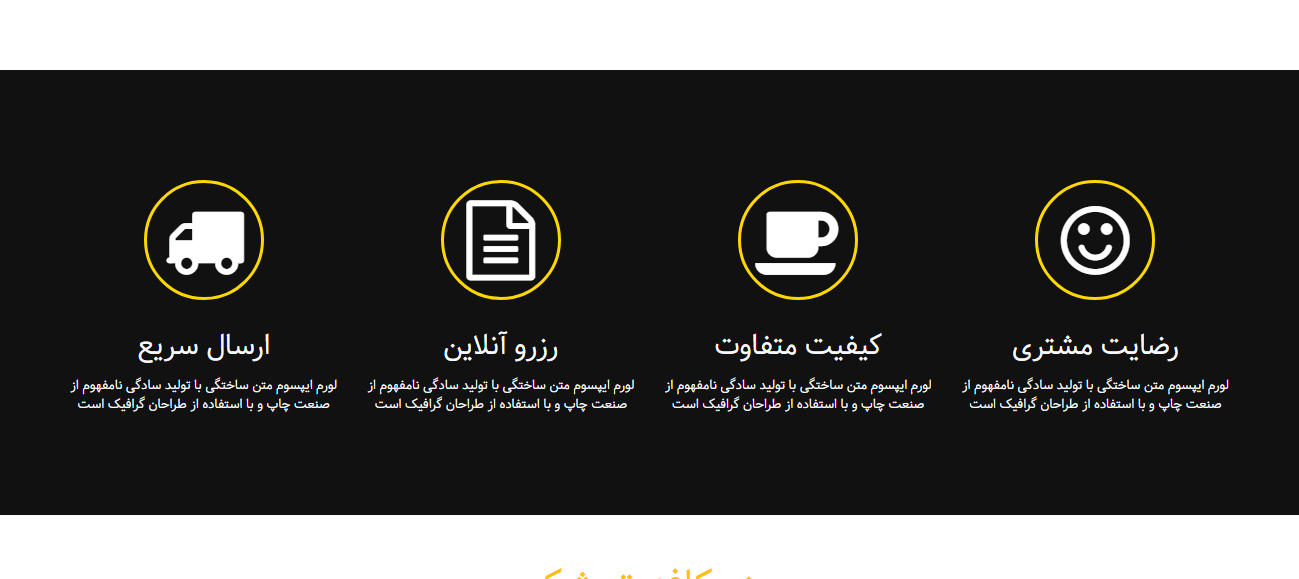 رضایت مشتری
لورم ایپسوم متن ساختگی با تولید سادگی نامفهوم از
صنعت چاپ و با استفاده از طراحان گرافیک است
کیفیت متفاوت
لورم ایپسوم متن ساختگی با تولید سادگی نامفهوم از
صنعت چاپ و با استفاده از طراحان گرافیک است
رزرو آنلاین
لورم ایپسوم متن ساختگی با تولید سادگی نامفهوم از
صنعت چاپ و با استفاده از طراحان گرافیک است
ارسال سریع
لورم ایپسوم متن ساختگی با تولید سادگی نامفهوم از
صنعت چاپ و با استفاده از طراحان گرافیک است